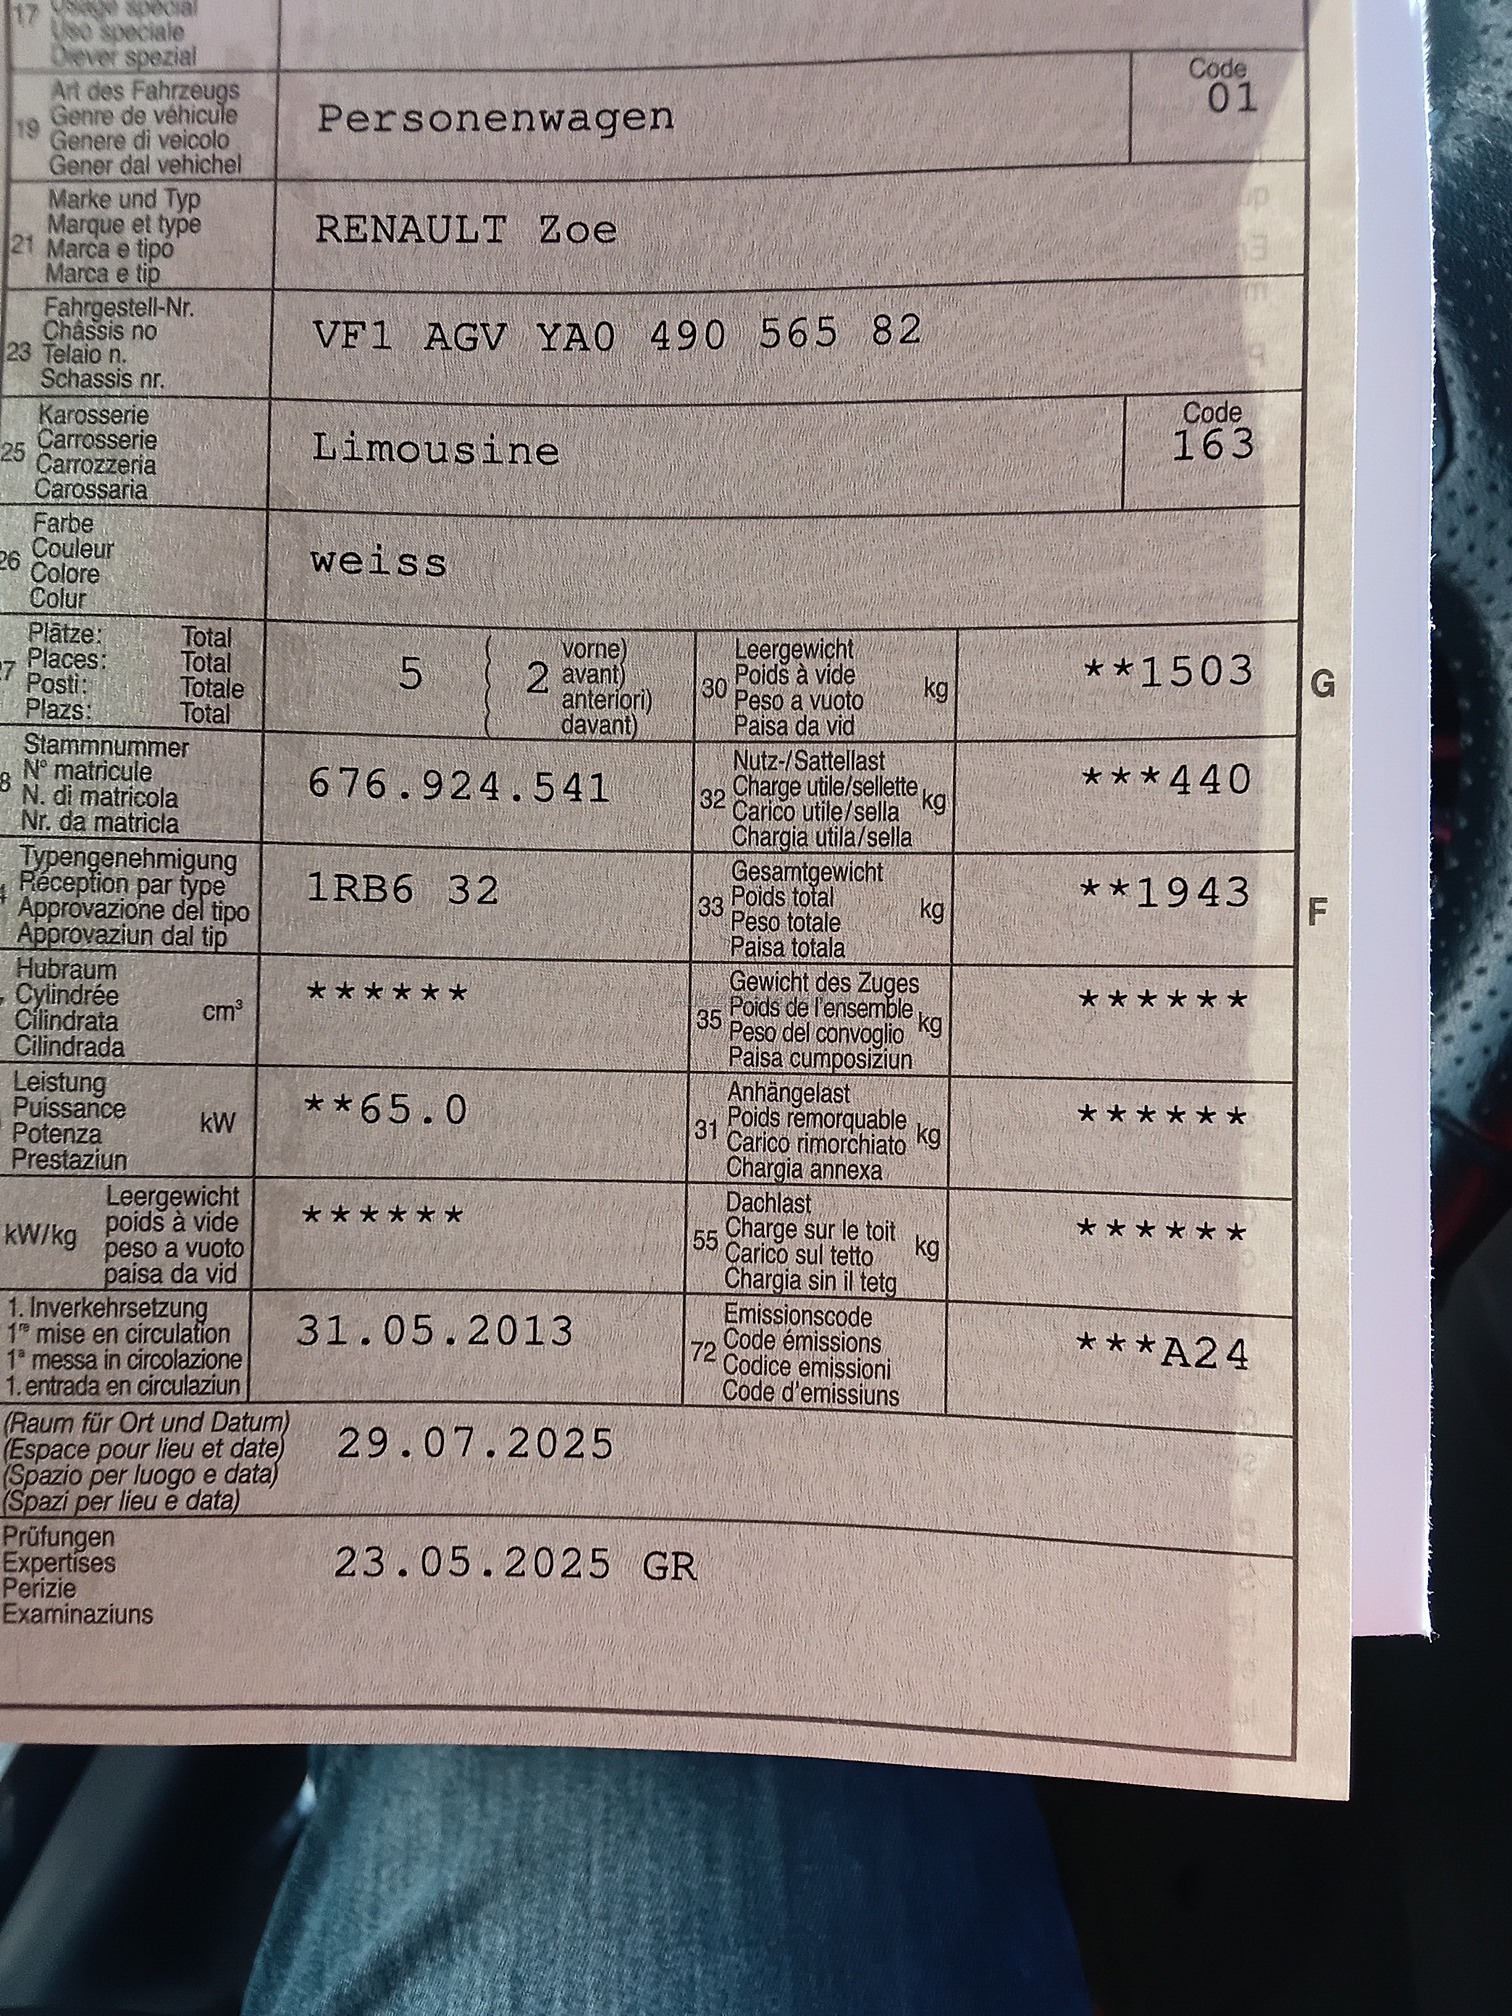 17 Usage spécial
Uso speciale
Diever spezial
Art des Fahrzeugs
19 Genre de véhicule
Genere di veicolo
Gener dal vehichel
Personenwagen
Code
01
Marke und Typ
Marque et type
21 Marca e tipo
Marca e tip
RENAULT Zoe
Fahrgestell-Nr.
Châssis no
23 Telaio n.
Schassis nr.
VF1 AGV YA0 490 565 82
Karosserie
25 Carrosserie
Carrozzeria
Carossaria
Limousine
Code
163
Farbe
26 Couleur
Colore
Colur
weiss
Plätze: Total
7 Places: Total
Posti: Totale
Plazs: Total
5 2 vorne)
avant)
anteriori)
davant)
Leergewicht
30 Poids à vide kg
Peso a vuoto
Paisa da vid
**1503 G
Stammnummer
8 N° matricule
N. di matricola
Nr. da matricla
676.924.541
Nutz-/Sattellast
32 Charge utile/sellette kg
Carico utile/sella
Chargia utila/sella
***440
Typengenehmigung
Réception par type
Approvazione del tipo
Approvaziun dal tip
1RB6 32
Gesamtgewicht
33 Poids total kg
Peso totale
Paisa totala
**1943 F
Hubraum
Cylindrée cm³
Cilindrata
Cilindrada
******
Gewicht des Zuges
35 Poids de l'ensemble kg
Peso del convoglio
Paisa cumposiziun
******
Leistung
Puissance kW
Potenza
Prestaziun
**65.0
Anhängelast
31 Poids remorquable kg
Carico rimorchiato
Chargia annexa
******
Leergewicht
kW/kg poids à vide
peso a vuoto
paisa da vid
******
Dachlast
55 Charge sur le toit kg
Carico sul tetto
Chargia sin il tetg
******
1. Inverkehrsetzung
1re mise en circulation
1a messa in circolazione
1. entrada en circulaziun
31.05.2013
Emissionscode
72 Code émissions
Codice emissioni
Code d'emissiuns
***A24
(Raum für Ort und Datum)
(Espace pour lieu et date)
(Spazio per luogo e data)
(Spazi per lieu e data)
29.07.2025
Prüfungen
Expertises
Perizie
Examinaziuns
23.05.2025 GR